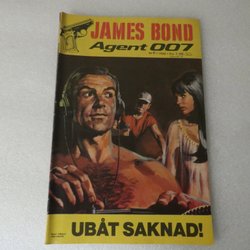 JAMES BOND
Agent 007
UBÅT SAKNAD!